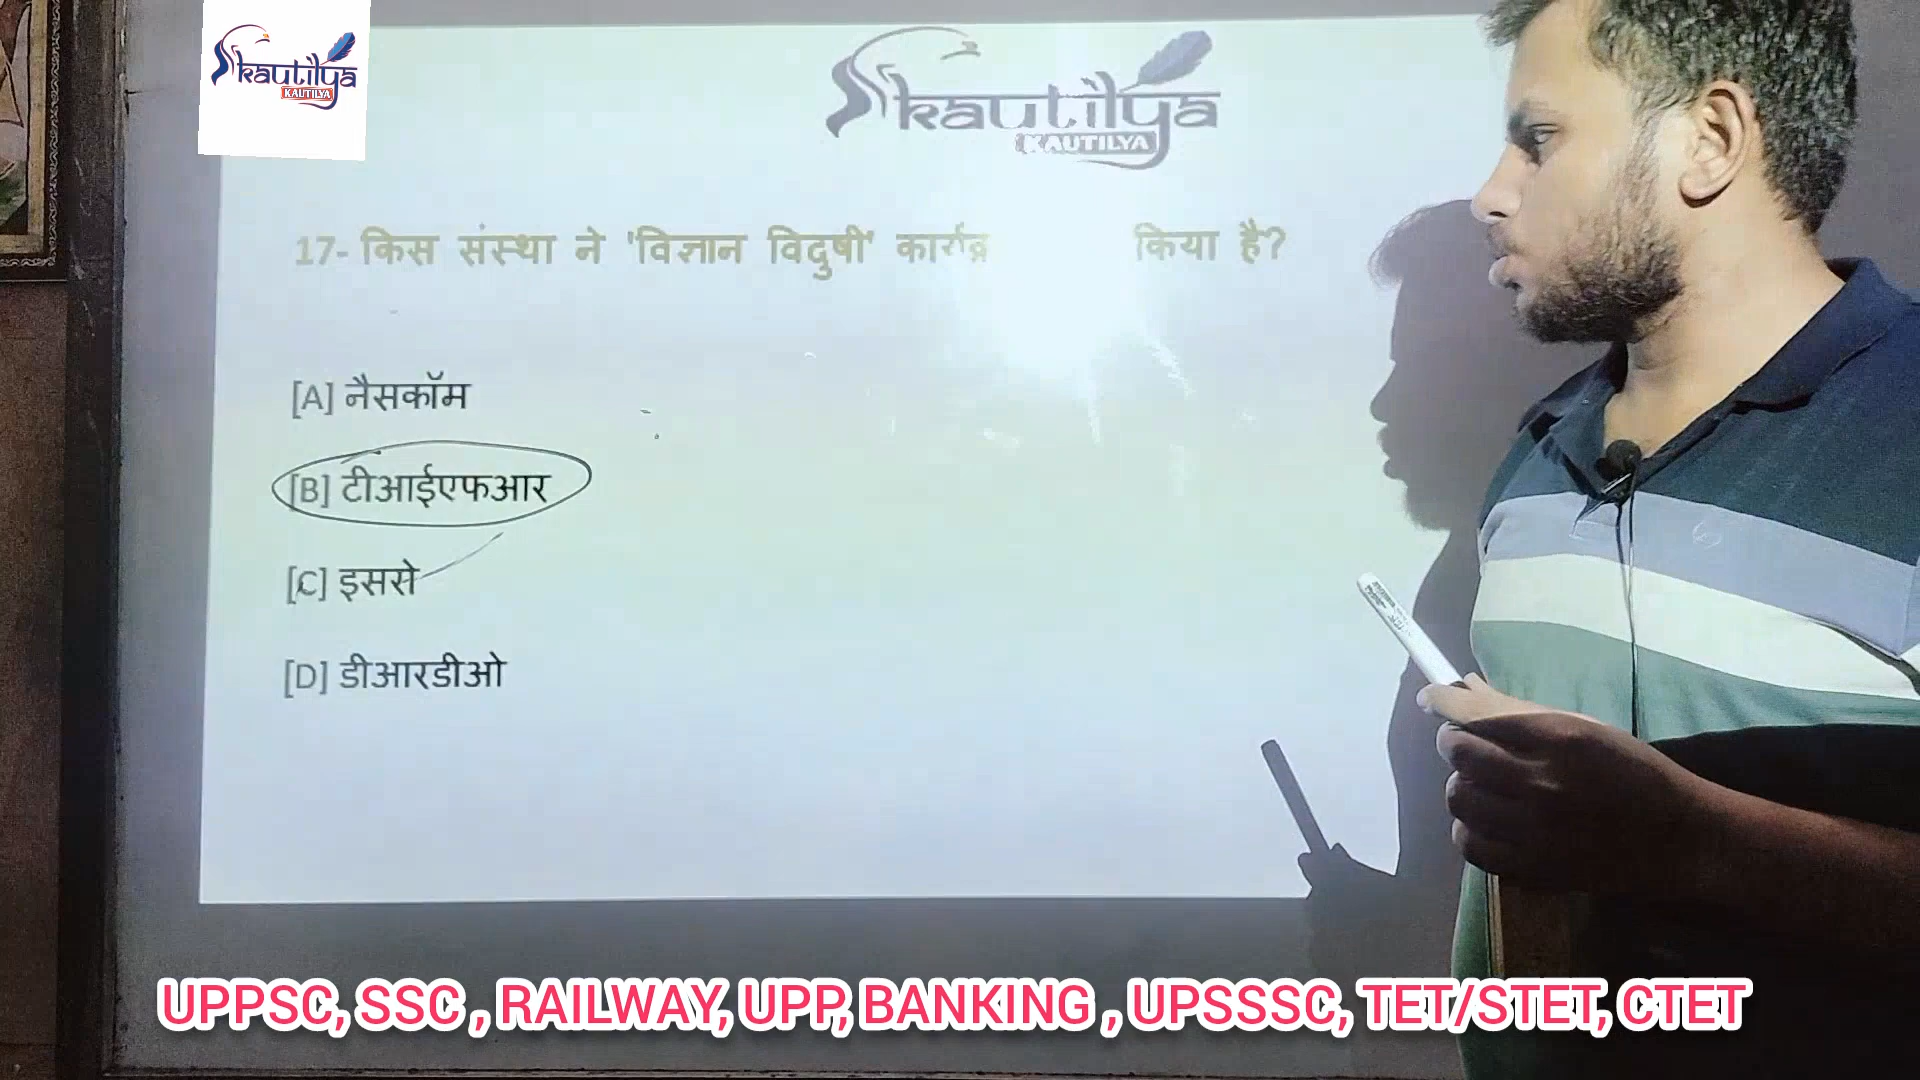 kautilya
KAUTILYA
kautilya
KAUTILYA
17- किस संस्था ने 'विज्ञान विदुषी' किया है?
[A] नैसकॉम
[B] टीआईएफआर
[C] इसरो
[D] डीआरडीओ
UPPSC, SSC , RAILWAY, UPP, BANKING , UPSSSC, TET/STET, CTET